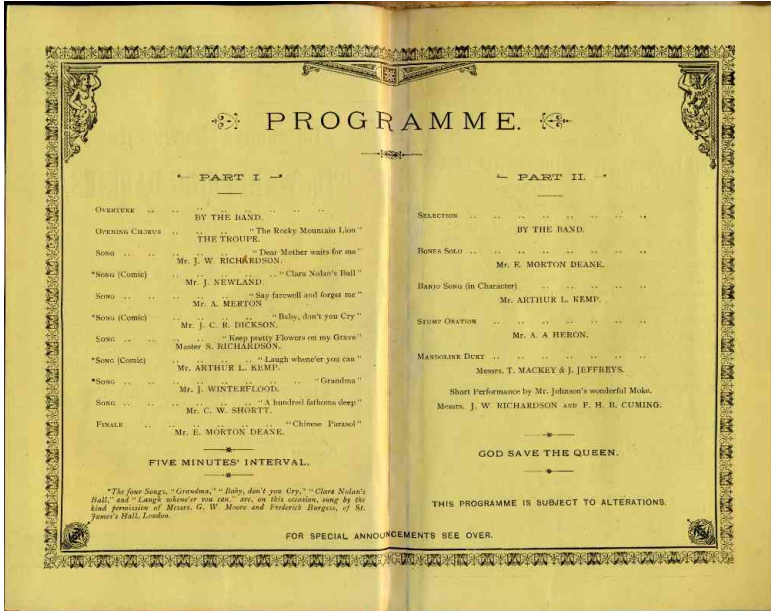 PROGRAMME.
PART I.
OVERTURE .. .. .. .. .. .. .. ..
BY THE BAND.
OPENING CHORUS .. .. .. .. "The Rocky Mountain Lion"
THE TROUPE.
SONG .. .. .. .. .. .. "Dear Mother waits for me"
Mr. J. W. RICHARDSON.
*SONG (Comic) .. .. .. .. .. "Clara Nolan's Ball"
Mr. J. NEWLAND.
SONG .. .. .. .. .. "Say farewell and forget me"
Mr. A. MERTON
*SONG (Comic) .. .. .. .. "Baby, don't you Cry"
Mr. J. C. R. DICKSON.
SONG .. .. .. .. "Keep pretty Flowers on my Grave"
Master S. RICHARDSON.
*SONG (Comic) .. .. .. .. "Laugh whene'er you can"
Mr. ARTHUR L. KEMP.
*SONG .. .. .. .. .. .. .. "Grandma"
Mr. J. WINTERFLOOD.
SONG .. .. .. .. .. "A hundred fathoms deep"
Mr. C. W. SHORTT.
FINALE .. .. .. .. .. "Chinese Parasol"
Mr. E. MORTON DEANE.
FIVE MINUTES' INTERVAL.
*The four Songs, "Grandma," "Baby, don't you Cry," "Clara Nolan's
Ball," and "Laugh whene'er you can," are, on this occasion, sung by the
kind permission of Messrs. G. W. Moore and Frederick Burgess, of St.
James's Hall, London.
PART II.
SELECTION .. .. .. .. .. .. .. ..
BY THE BAND.
BONES SOLO .. .. .. .. .. .. .. ..
Mr. E. MORTON DEANE.
BANJO SONG (in Character) .. .. .. .. .. ..
Mr. ARTHUR L. KEMP.
STUMP ORATION .. .. .. .. .. .. ..
Mr. A. A HERON.
MANDOLINE DUET .. .. .. .. .. .. ..
Messrs. T. MACKEY & J. JEFFREYS.
Short Performance by Mr. Johnson's wonderful Moke.
Messrs. J. W. RICHARDSON AND F. H. B. CUMING.
GOD SAVE THE QUEEN.
THIS PROGRAMME IS SUBJECT TO ALTERATIONS.
FOR SPECIAL ANNOUNCEMENTS SEE OVER.